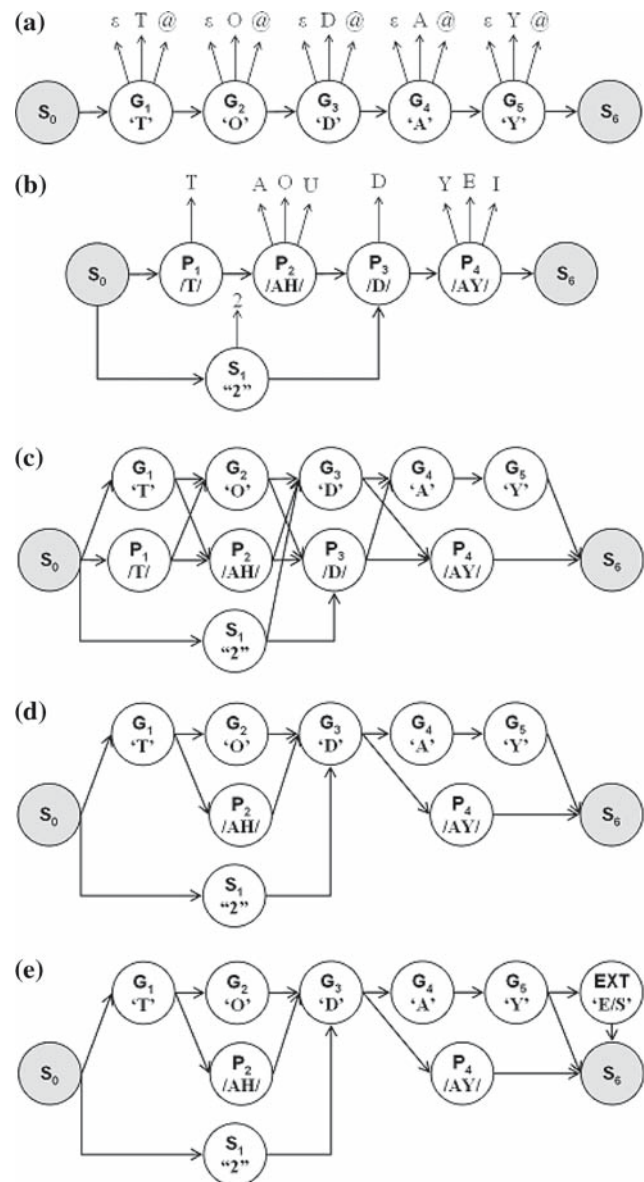 (a)
ε T @ ε O @ ε D @ ε A @ ε Y @
S0 G1 'T' G2 'O' G3 'D' G4 'A' G5 'Y' S6
(b)
T A O U D Y E I
S0 P1 /T/ P2 /AH/ P3 /D/ P4 /AY/ S6
2
S1 "2"
(c)
G1 'T' G2 'O' G3 'D' G4 'A' G5 'Y'
S0 P1 /T/ P2 /AH/ P3 /D/ P4 /AY/ S6
S1 "2"
(d)
G1 'T' G2 'O' G3 'D' G4 'A' G5 'Y'
S0 P2 /AH/ P4 /AY/ S6
S1 "2"
(e)
G1 'T' G2 'O' G3 'D' G4 'A' G5 'Y' EXT 'E/S'
S0 P2 /AH/ P4 /AY/ S6
S1 "2"